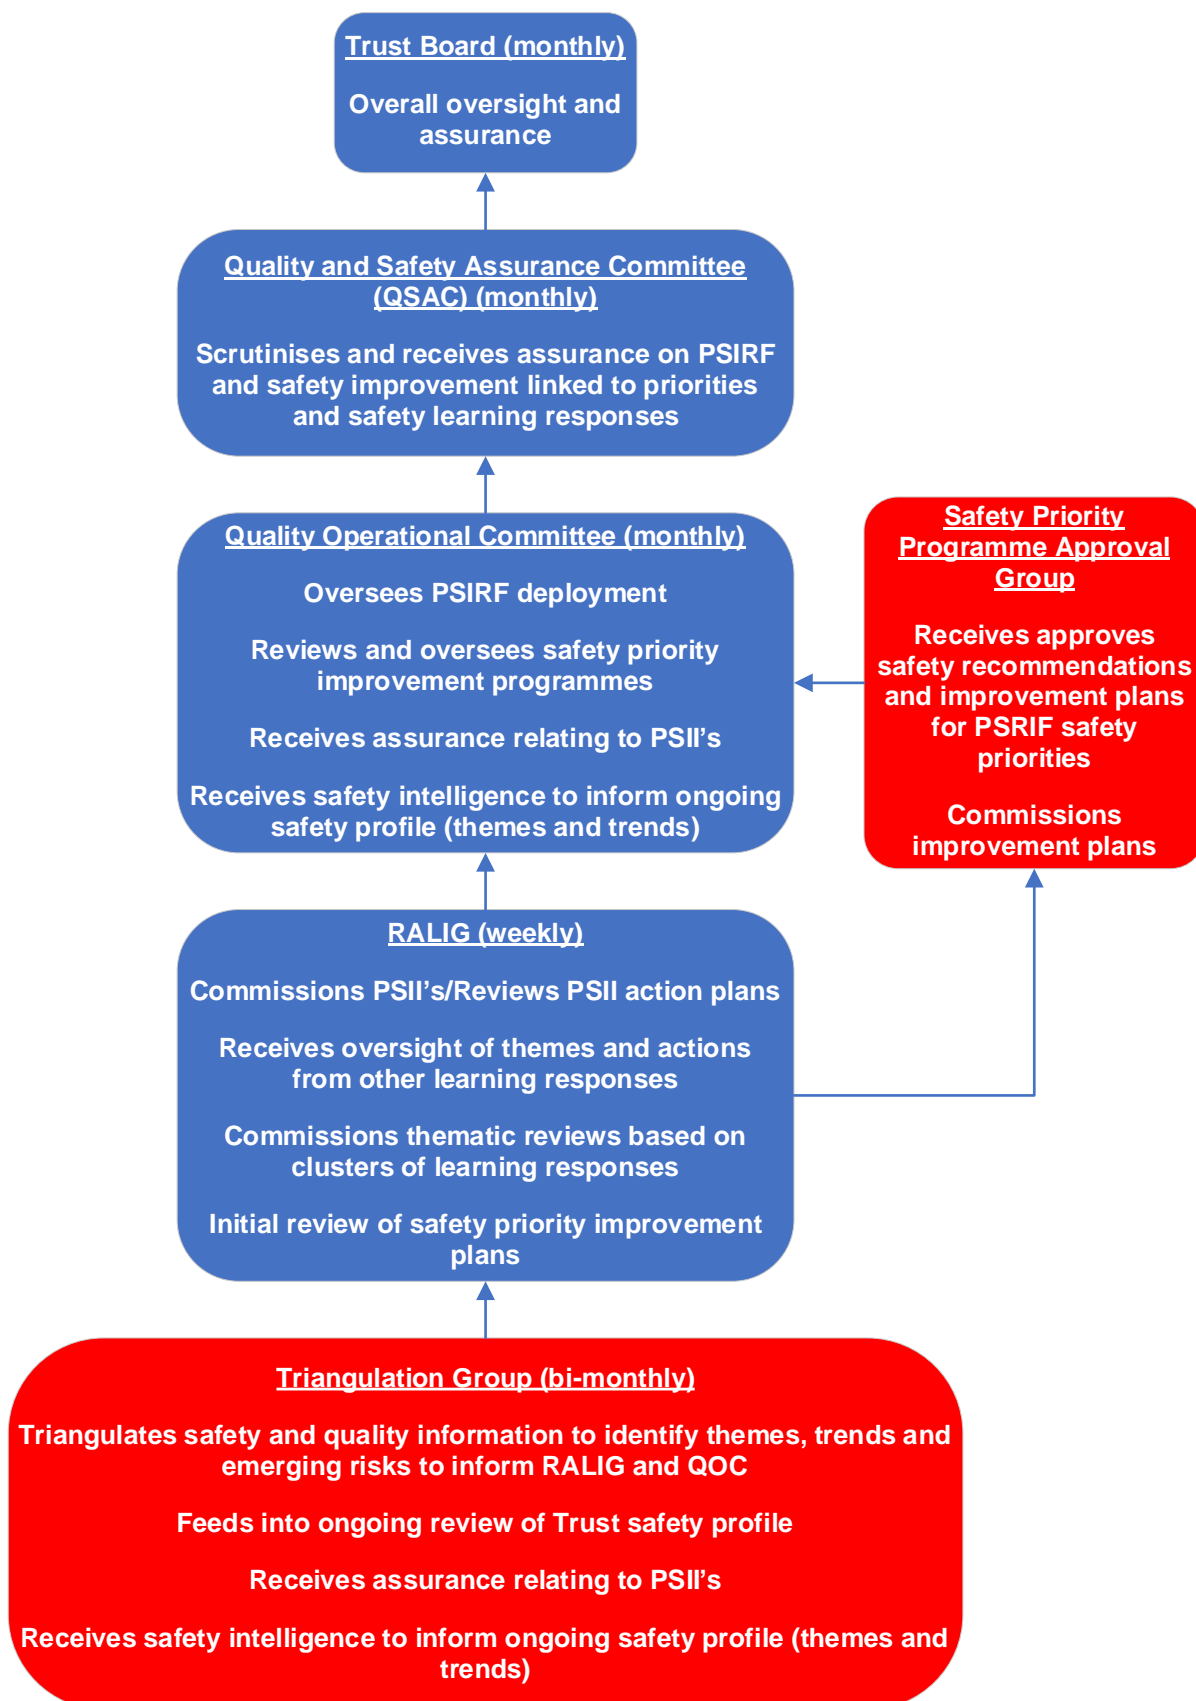 Trust Board (monthly)
Overall oversight and
assurance
Quality and Safety Assurance Committee
(QSAC) (monthly)
Scrutinises and receives assurance on PSIRF
and safety improvement linked to priorities
and safety learning responses
Quality Operational Committee (monthly)
Oversees PSIRF deployment
Reviews and oversees safety priority
improvement programmes
Receives assurance relating to PSII's
Receives safety intelligence to inform ongoing
safety profile (themes and trends)
Safety Priority
Programme Approval
Group
Receives approves
safety recommendations
and improvement plans
for PSRIF safety
priorities
Commissions
improvement plans
RALIG (weekly)
Commissions PSII's/Reviews PSII action plans
Receives oversight of themes and actions
from other learning responses
Commissions thematic reviews based on
clusters of learning responses
Initial review of safety priority improvement
plans
Triangulation Group (bi-monthly)
Triangulates safety and quality information to identify themes, trends and
emerging risks to inform RALIG and QOC
Feeds into ongoing review of Trust safety profile
Receives assurance relating to PSII's
Receives safety intelligence to inform ongoing safety profile (themes and
trends)